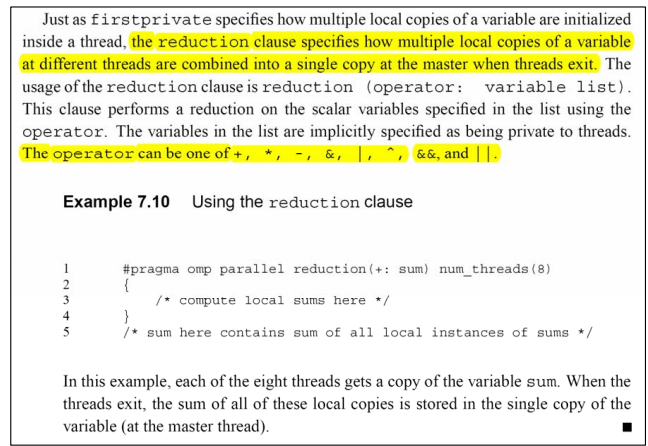 Just as firstprivate specifies how multiple local copies of a variable are initialized
inside a thread, the reduction clause specifies how multiple local copies of a variable
at different threads are combined into a single copy at the master when threads exit. The
usage of the reduction clause is reduction (operator: variable list).
This clause performs a reduction on the scalar variables specified in the list using the
operator. The variables in the list are implicitly specified as being private to threads.
The operator can be one of +, *, -, &, |, ^, &&, and ||.
Example 7.10 Using the reduction clause
1 #pragma omp parallel reduction(+: sum) num_threads(8)
2 {
3 /* compute local sums here */
4 }
5 /* sum here contains sum of all local instances of sums */
In this example, each of the eight threads gets a copy of the variable sum. When the
threads exit, the sum of all of these local copies is stored in the single copy of the
variable (at the master thread). ■